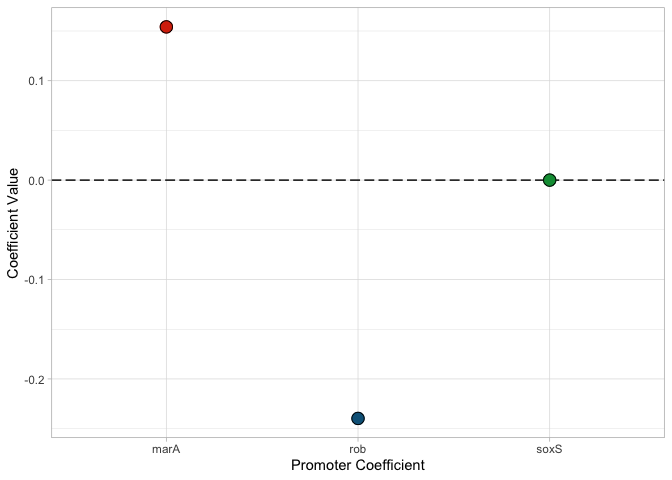 Coefficient Value
0.1
0.0
-0.1
-0.2
marA rob soxS
Promoter Coefficient